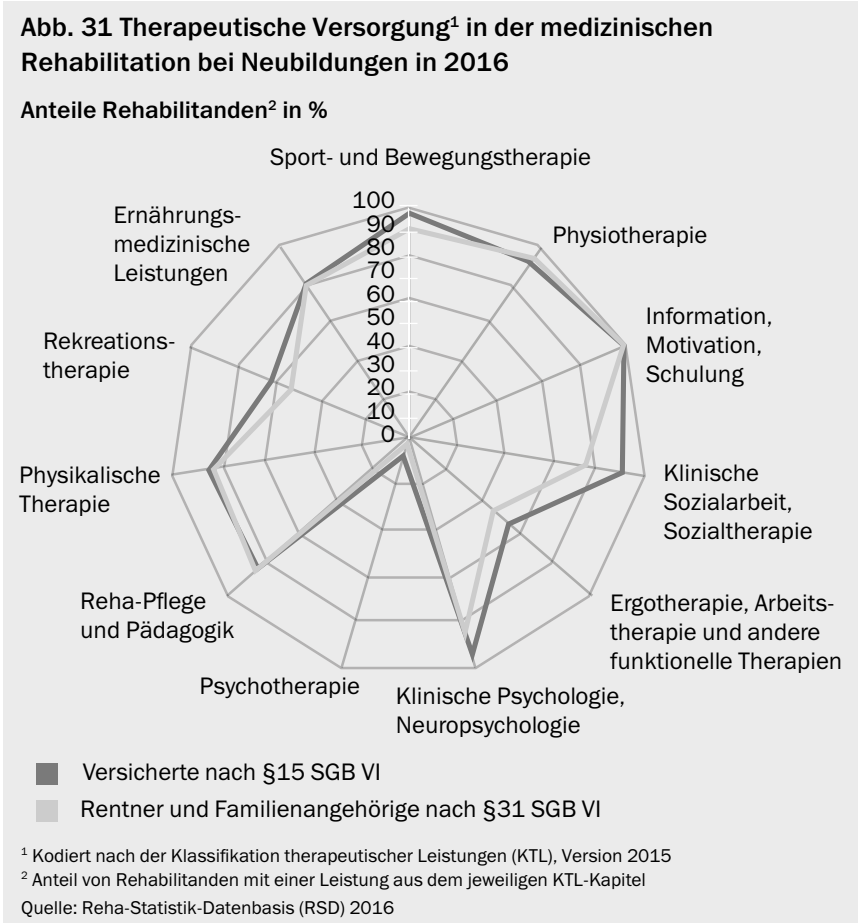 Abb. 31 Therapeutische Versorgung¹ in der medizinischen
Rehabilitation bei Neubildungen in 2016
Anteile Rehabilitanden² in %
Sport- und Bewegungstherapie
100
90
80
70
60
50
40
30
20
10
0
Physiotherapie
Information,
Motivation,
Schulung
Klinische
Sozialarbeit,
Sozialtherapie
Ergotherapie, Arbeits-
therapie und andere
funktionelle Therapien
Klinische Psychologie,
Neuropsychologie
Psychotherapie
Reha-Pflege
und Pädagogik
Physikalische
Therapie
Rekreations-
therapie
Ernährungs-
medizinische
Leistungen
Versicherte nach §15 SGB VI
Rentner und Familienangehörige nach §31 SGB VI
¹ Kodiert nach der Klassifikation therapeutischer Leistungen (KTL), Version 2015
² Anteil von Rehabilitanden mit einer Leistung aus dem jeweiligen KTL-Kapitel
Quelle: Reha-Statistik-Datenbasis (RSD) 2016